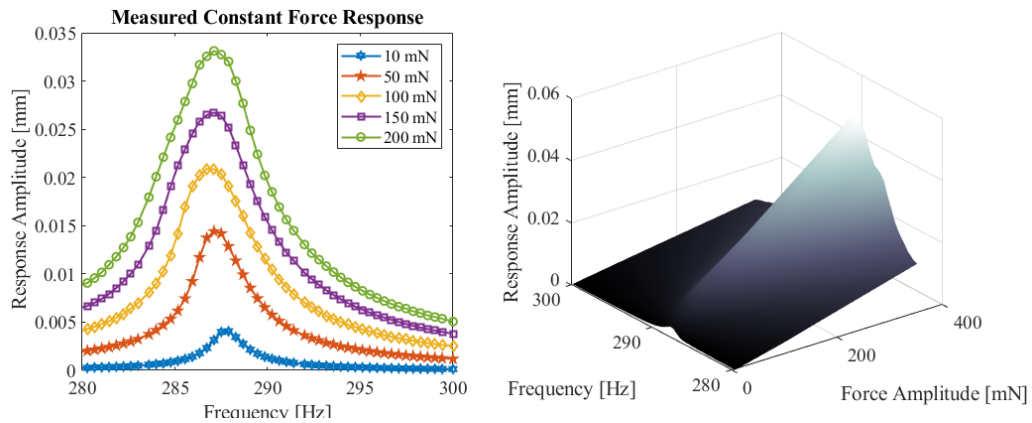 Measured Constant Force Response
Response Amplitude [mm]
0.035
0.03
0.025
0.02
0.015
0.01
0.005
0
280
285
290
295
300
Frequency [Hz]
10 mN
50 mN
100 mN
150 mN
200 mN
Response Amplitude [mm]
0.06
0.04
0.02
0
300
290
280
Frequency [Hz]
0
200
400
Force Amplitude [mN]